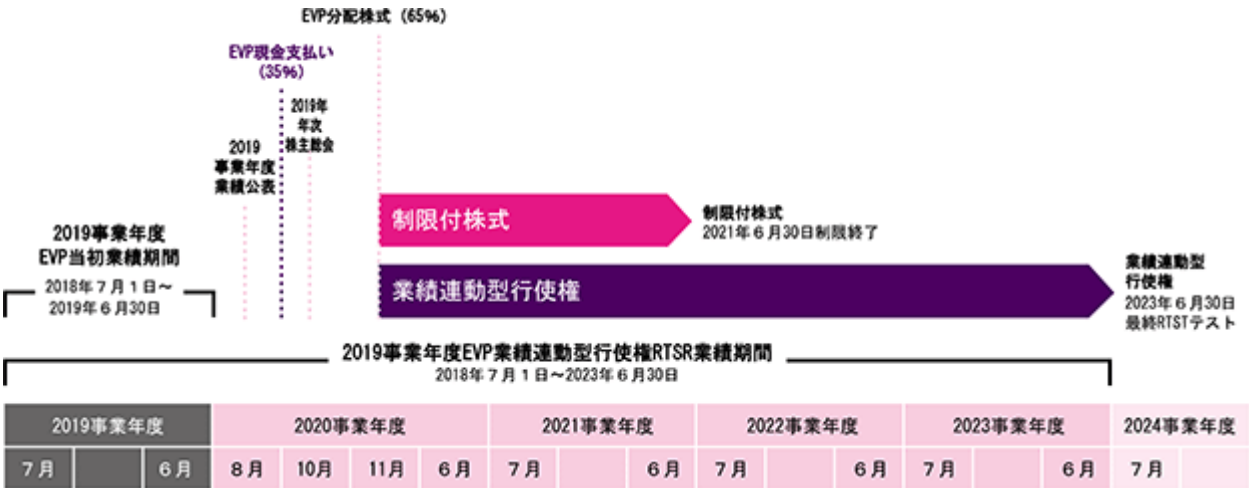 EVP分配株式（65%）
EVP現金支払い
（35%）
2019年
年次
株主総会
2019
事業年度
業績公表
制限付株式
制限付株式
2021年６月30日制限終了
2019事業年度
EVP当初業績期間
2018年７月１日～
2019年６月30日
業績連動型行使権
業績連動型
行使権
2023年６月30日
最終RTSTテスト
2019事業年度EVP業績連動型行使権RTSR業績期間
2018年７月１日～2023年６月30日
2019事業年度 2020事業年度 2021事業年度 2022事業年度 2023事業年度 2024事業年度
７月 ６月 ８月 10月 11月 ６月 ７月 ６月 ７月 ６月 ７月 ６月 ７月